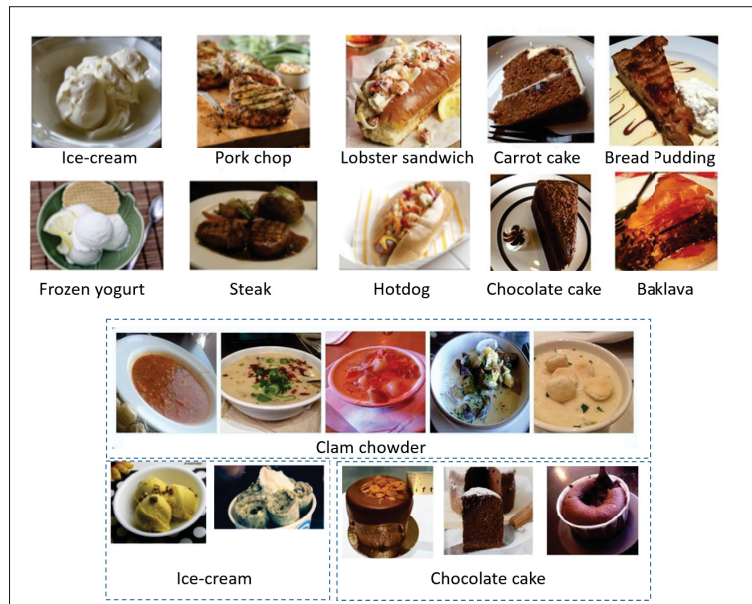 Ice-cream
Pork chop
Lobster sandwich
Carrot cake
Bread Pudding
Frozen yogurt
Steak
Hotdog
Chocolate cake
Baklava
Clam chowder
Ice-cream
Chocolate cake